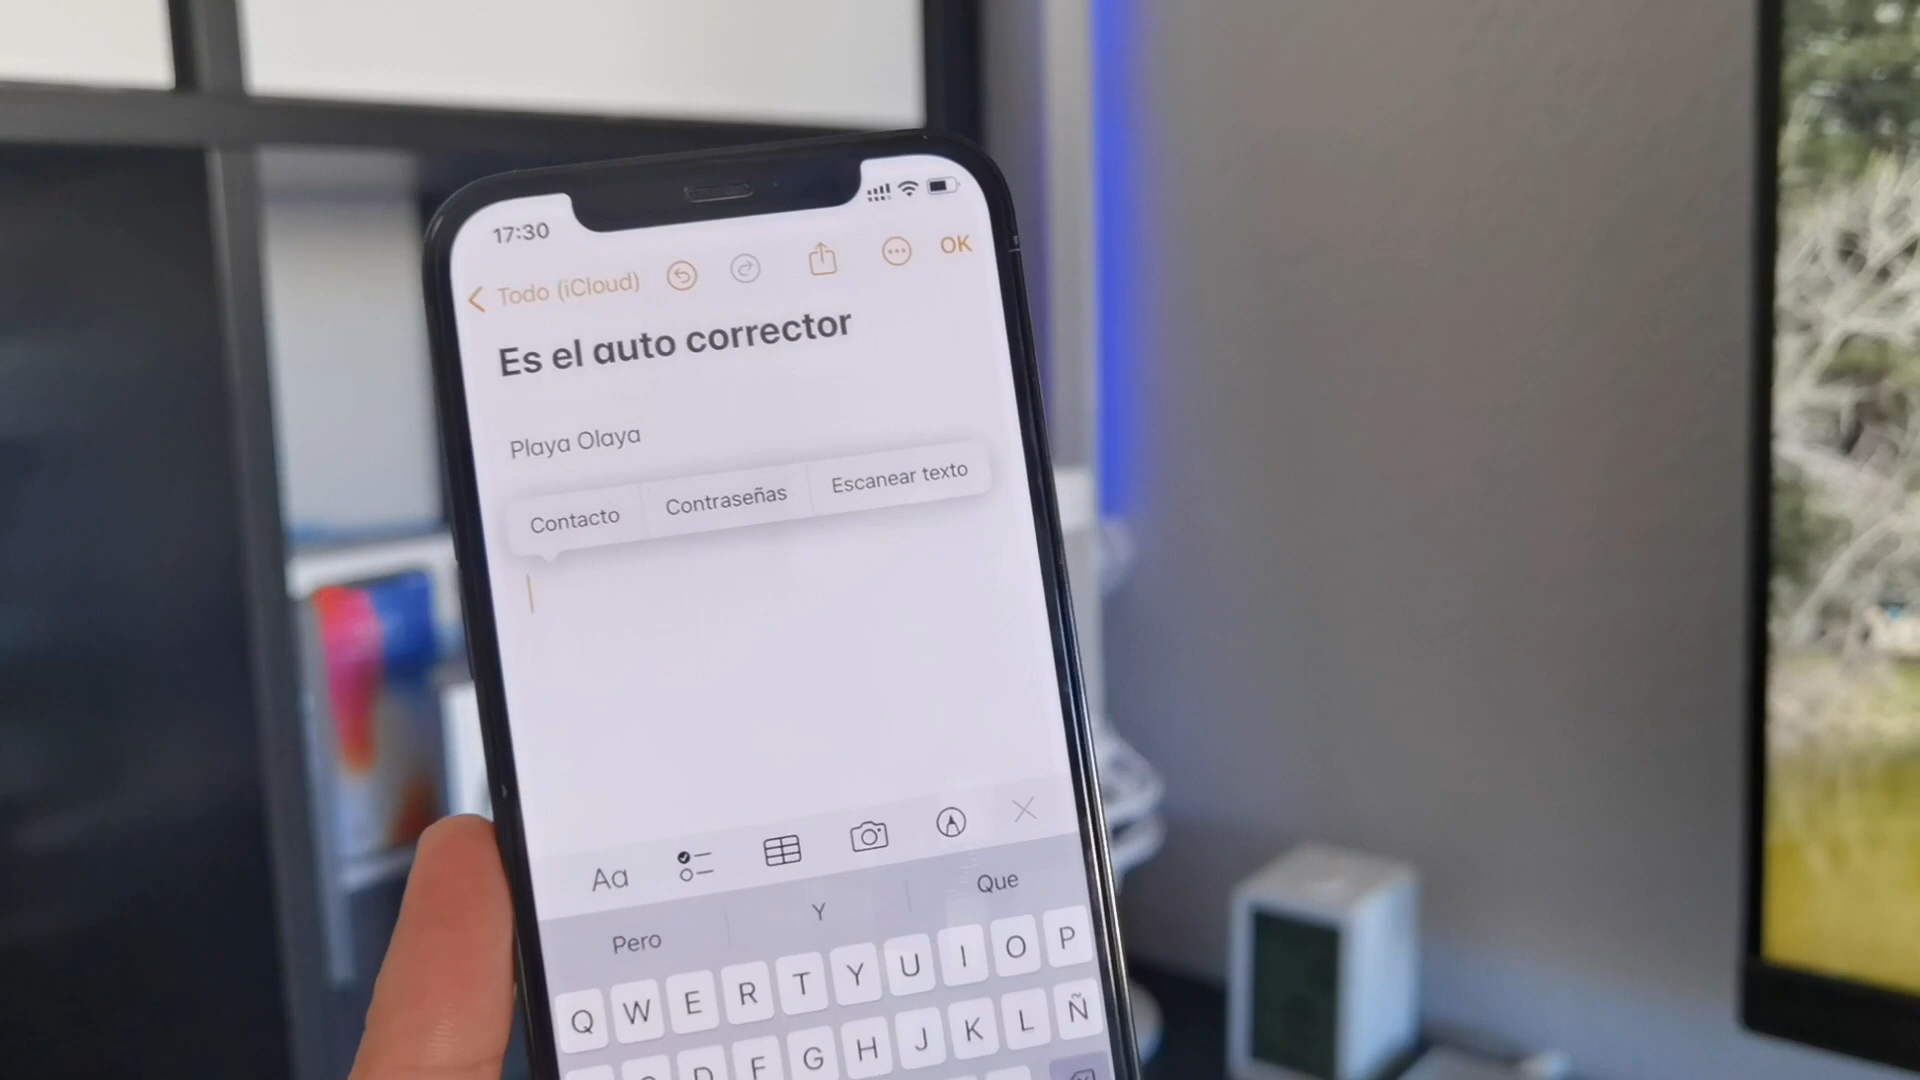 17:30
Todo (iCloud)
OK
Es el auto corrector
Playa Olaya
Contacto
Contraseñas
Escanear texto
Aa
Pero
Y
Que
Q W E R T Y U I O P
D F G H J K L Ñ